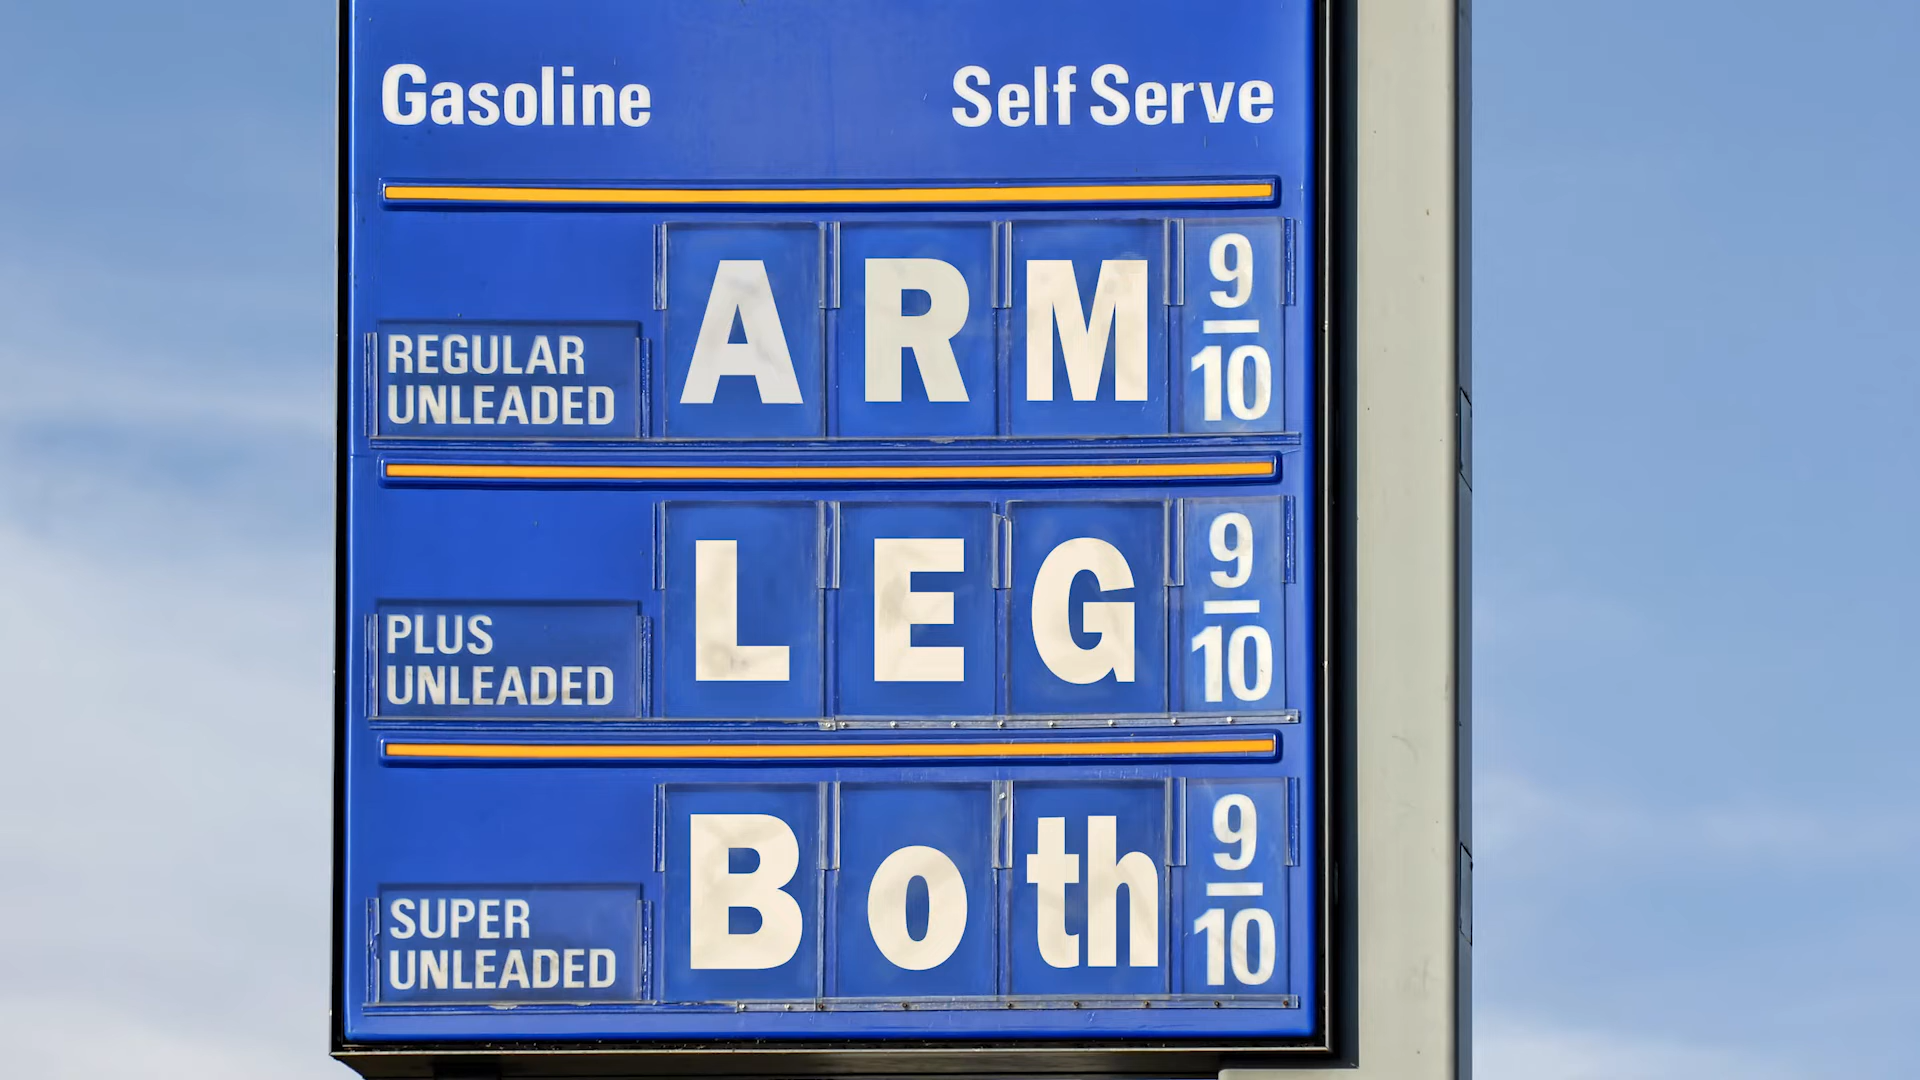 Gasoline Self Serve
REGULAR UNLEADED ARM 9/10
PLUS UNLEADED LEG 9/10
SUPER UNLEADED Both 9/10